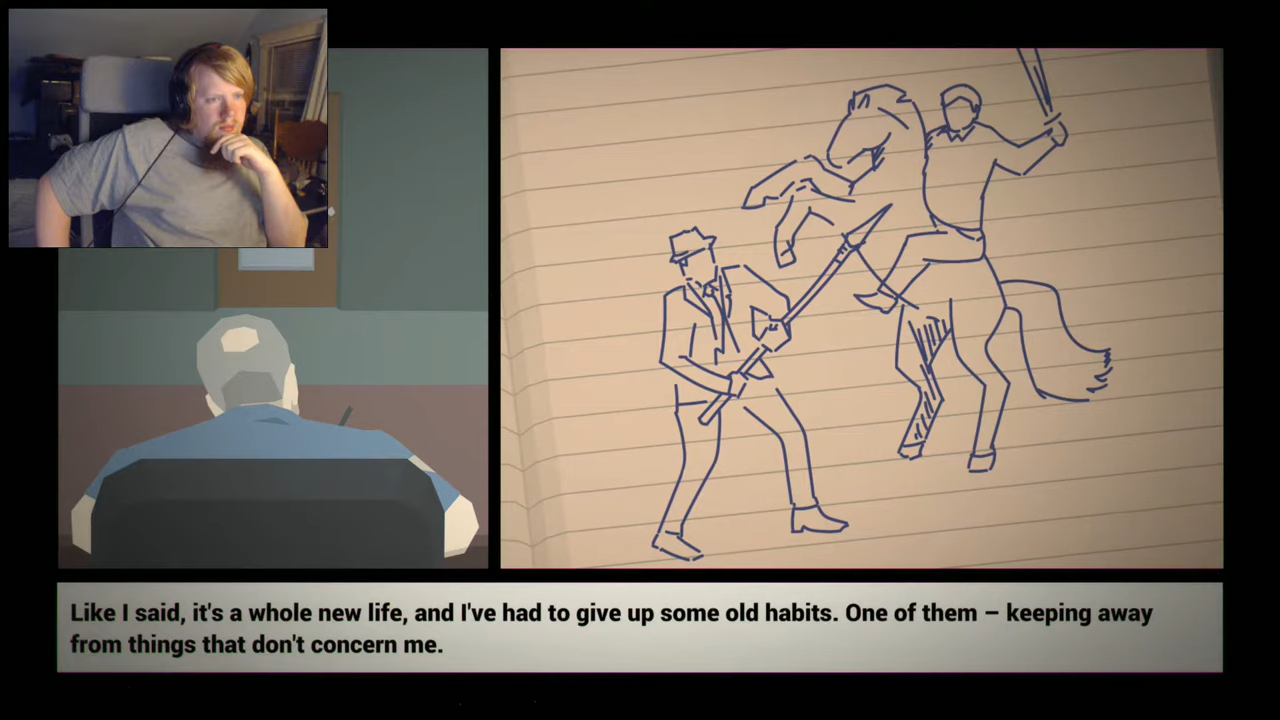 Like I said, it's a whole new life, and I've had to give up some old habits. One of them – keeping away
from things that don't concern me.